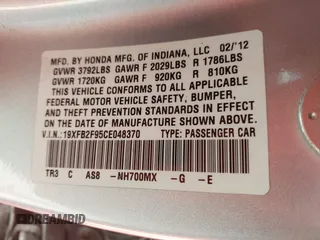 MFD. BY HONDA MFG. OF INDIANA, LLC 02/'12
GVWR 3792LBS GAWR F 2029LBS R 1786LBS
GVWR 1720KG GAWR F 920KG R 810KG
THIS VEHICLE CONFORMS TO ALL APPLICABLE
FEDERAL MOTOR VEHICLE SAFETY, BUMPER,
AND THEFT PREVENTION STANDARDS IN EFFECT
ON THE DATE OF MANUFACTURE SHOWN ABOVE.
V.I.N.: 19XFB2F95CE048370 TYPE: PASSENGER CAR
TR3 C AS8 -NH700MX -G -E
DREAMBID